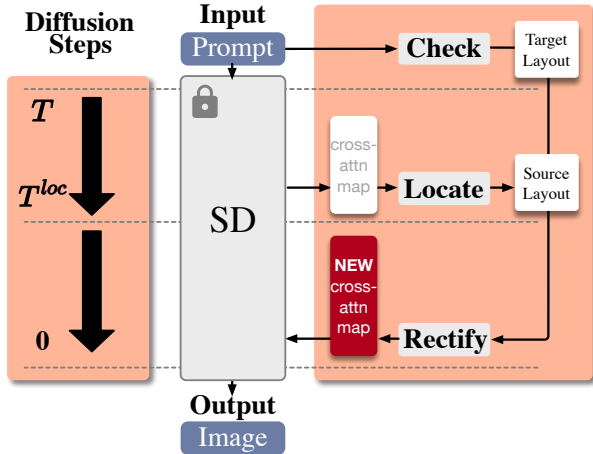 Diffusion
Steps
Input
Prompt
Check
Target
Layout
T
cross-
attn
map
Locate
Source
Layout
T^{loc}
SD
NEW
cross-
attn
map
Rectify
0
Output
Image